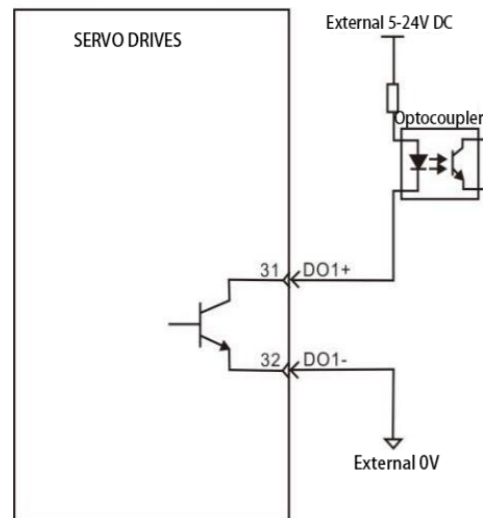 External 5-24V DC
SERVO DRIVES
Optocoupler
31 DO1+
32 DO1-
External 0V